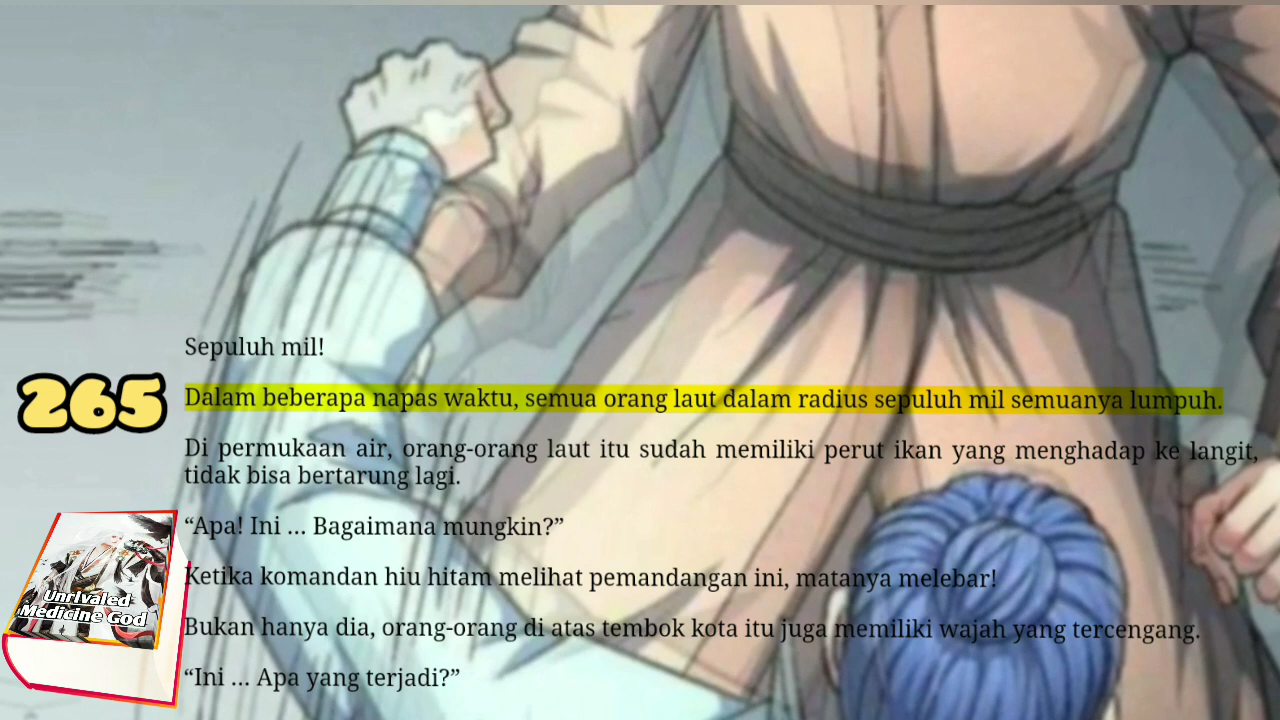 Sepuluh mil!
265
Dalam beberapa napas waktu, semua orang laut dalam radius sepuluh mil semuanya lumpuh.
Di permukaan air, orang-orang laut itu sudah memiliki perut ikan yang menghadap ke langit,
tidak bisa bertarung lagi.
“Apa! Ini ... Bagaimana mungkin?”
Ketika komandan hiu hitam melihat pemandangan ini, matanya melebar!
Unrivaled
Medicine God
Bukan hanya dia, orang-orang di atas tembok kota itu juga memiliki wajah yang tercengang.
“Ini ... Apa yang terjadi?”